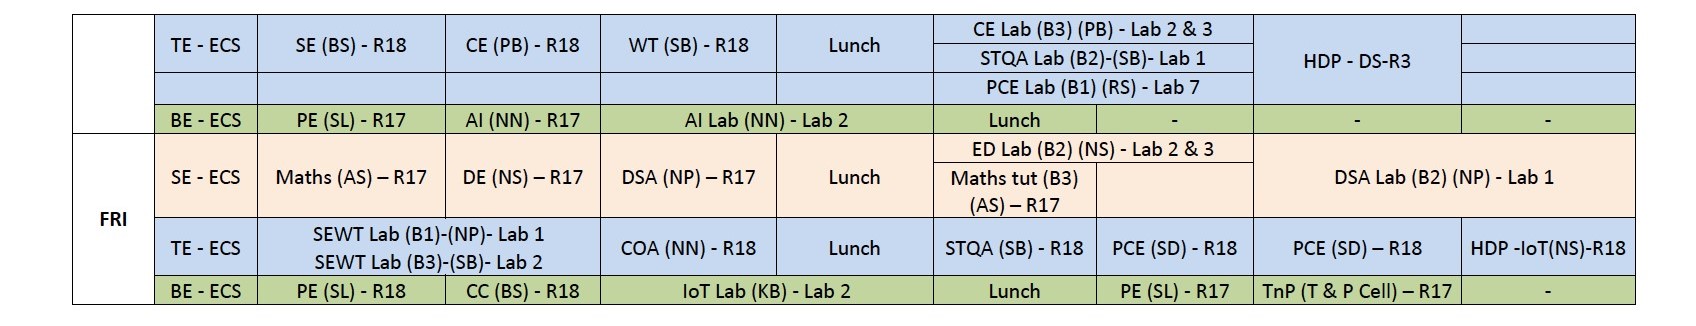 TE - ECS SE (BS) - R18 CE (PB) - R18 WT (SB) - R18 Lunch CE Lab (B3) (PB) - Lab 2 & 3 HDP - DS-R3
STQA Lab (B2)-(SB)- Lab 1
PCE Lab (B1) (RS) - Lab 7
BE - ECS PE (SL) - R17 AI (NN) - R17 AI Lab (NN) - Lab 2 Lunch - - -
FRI
SE - ECS Maths (AS) – R17 DE (NS) – R17 DSA (NP) – R17 Lunch ED Lab (B2) (NS) - Lab 2 & 3 DSA Lab (B2) (NP) - Lab 1
Maths tut (B3)
(AS) – R17
TE - ECS SEWT Lab (B1)-(NP)- Lab 1 COA (NN) - R18 Lunch STQA (SB) - R18 PCE (SD) - R18 PCE (SD) – R18 HDP -IoT(NS)-R18
SEWT Lab (B3)-(SB)- Lab 2
BE - ECS PE (SL) - R18 CC (BS) - R18 IoT Lab (KB) - Lab 2 Lunch PE (SL) - R17 TnP (T & P Cell) – R17 -